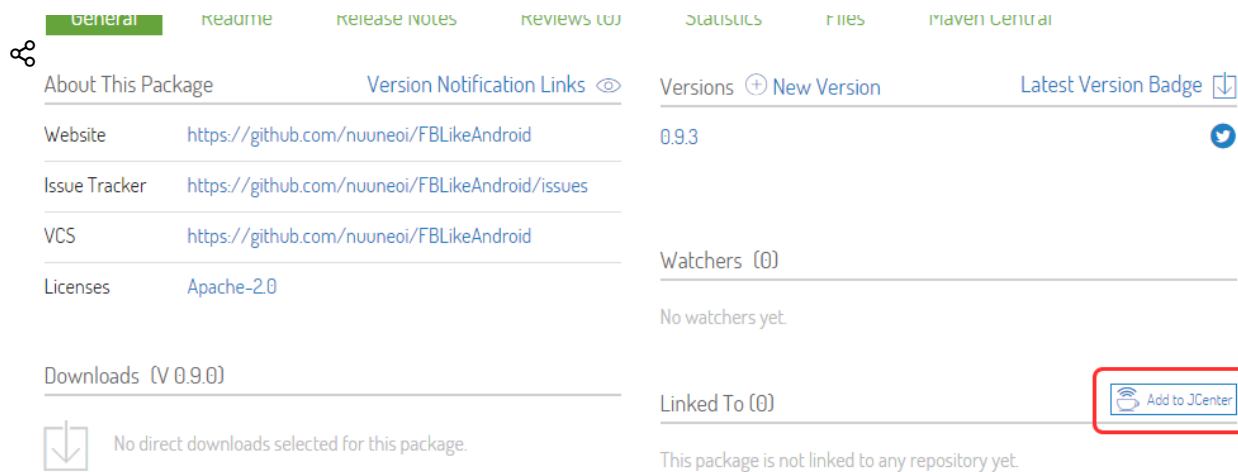 General Readme Release Notes Reviews (0) Statistics Files Maven Central
About This Package Version Notification Links
Website https://github.com/nuuneoi/FBLikeAndroid
Issue Tracker https://github.com/nuuneoi/FBLikeAndroid/issues
VCS https://github.com/nuuneoi/FBLikeAndroid
Licenses Apache-2.0
Downloads (V 0.9.0)
No direct downloads selected for this package.
Versions New Version Latest Version Badge
0.9.3
Watchers (0)
No watchers yet.
Linked To (0) Add to JCenter
This package is not linked to any repository yet.